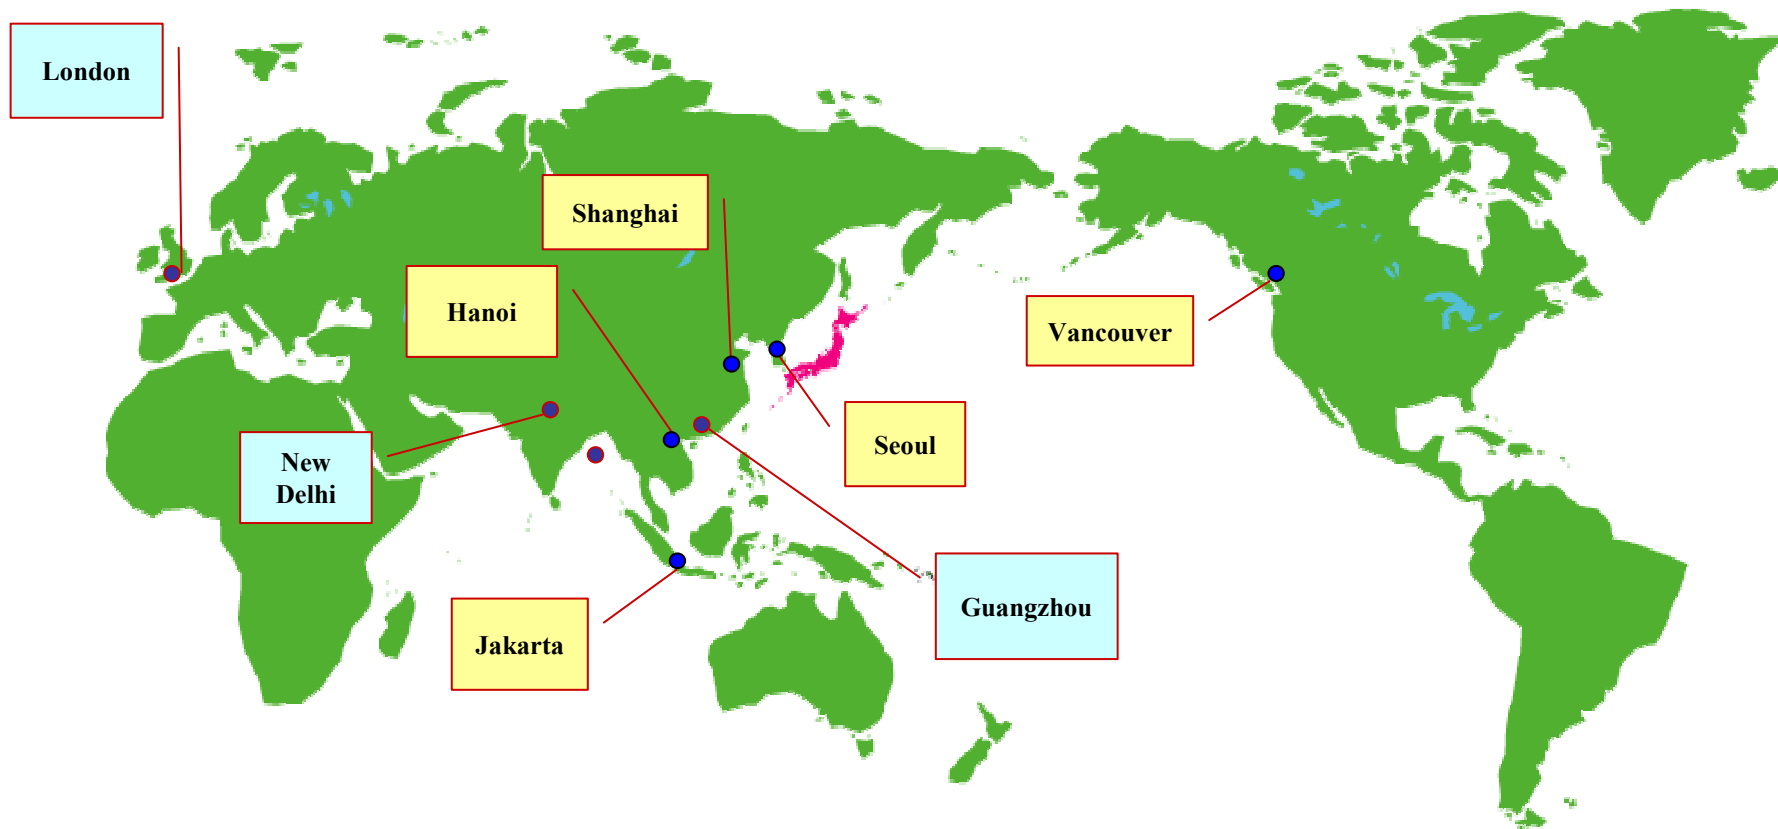 London
Shanghai
Hanoi
Vancouver
Seoul
New
Delhi
Guangzhou
Jakarta